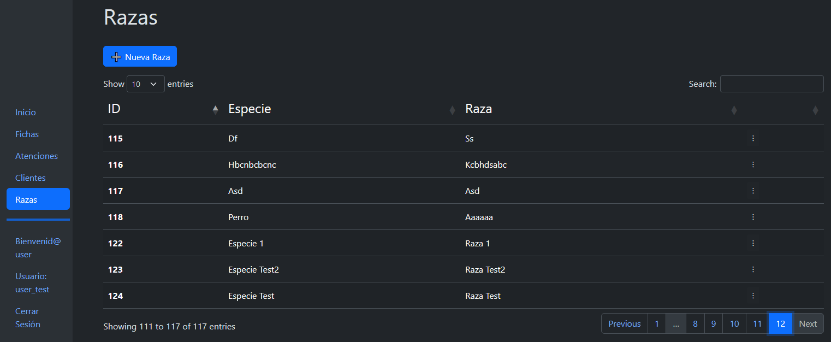 Razas
Nueva Raza
Show 10 entries
Search:
ID Especie Raza
115 Df Ss
116 Hbcnbcbcnc Kcbhdsabc
117 Asd Asd
118 Perro Aaaaaa
122 Especie 1 Raza 1
123 Especie Test2 Raza Test2
124 Especie Test Raza Test
Showing 111 to 117 of 117 entries
Previous 1 ... 8 9 10 11 12 Next
Inicio
Fichas
Atenciones
Clientes
Razas
Bienvenid@
user
Usuario:
user_test
Cerrar
Sesión